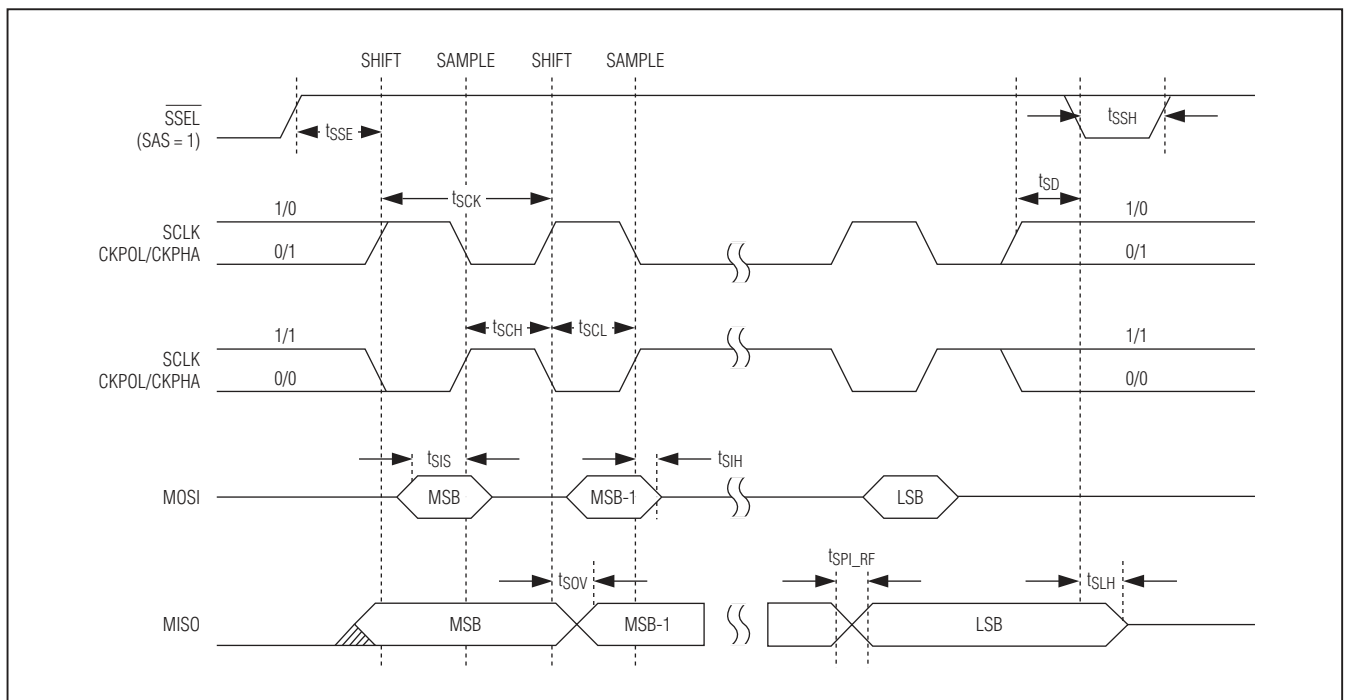 SHIFT SAMPLE SHIFT SAMPLE
SSEL
(SAS = 1)
tSSE
tSSH
tSD
tSCK
1/0 1/0
SCLK
CKPOL/CKPHA
0/1 0/1
tSCH tSCL
1/1 1/1
SCLK
CKPOL/CKPHA
0/0 0/0
tSIS tSIH
MOSI MSB MSB-1 LSB
tSOV tSPI_RF tSLH
MISO MSB MSB-1 LSB